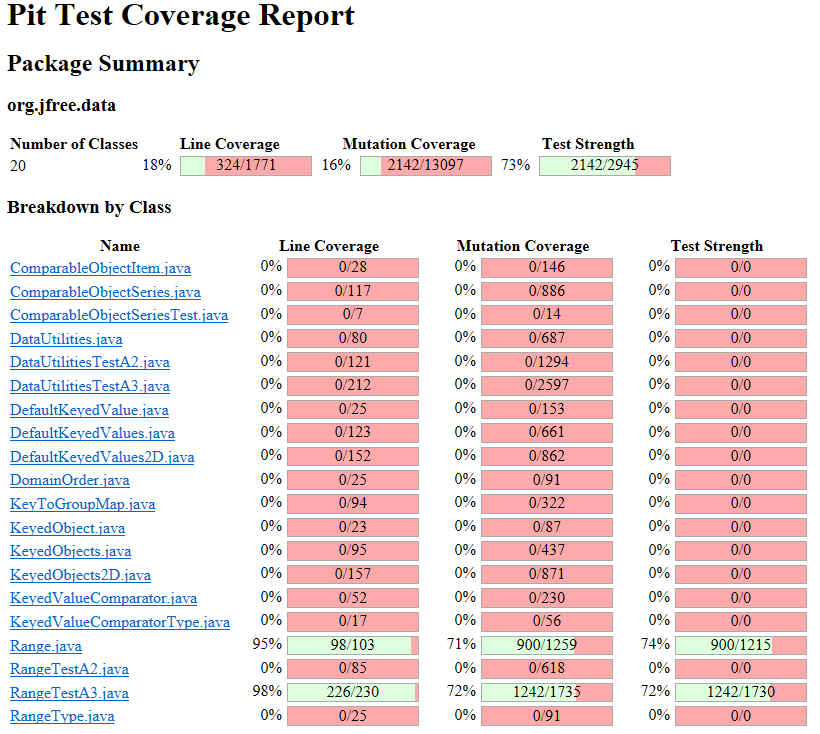 Pit Test Coverage Report
Package Summary
org.jfree.data
Number of Classes Line Coverage Mutation Coverage Test Strength
20 18% 324/1771 16% 2142/13097 73% 2142/2945
Breakdown by Class
Name Line Coverage Mutation Coverage Test Strength
ComparableObjectItem.java 0% 0/28 0% 0/146 0% 0/0
ComparableObjectSeries.java 0% 0/117 0% 0/886 0% 0/0
ComparableObjectSeriesTest.java 0% 0/7 0% 0/14 0% 0/0
DataUtilities.java 0% 0/80 0% 0/687 0% 0/0
DataUtilitiesTestA2.java 0% 0/121 0% 0/1294 0% 0/0
DataUtilitiesTestA3.java 0% 0/212 0% 0/2597 0% 0/0
DefaultKeyedValue.java 0% 0/25 0% 0/153 0% 0/0
DefaultKeyedValues.java 0% 0/123 0% 0/661 0% 0/0
DefaultKeyedValues2D.java 0% 0/152 0% 0/862 0% 0/0
DomainOrder.java 0% 0/25 0% 0/91 0% 0/0
KeyToGroupMap.java 0% 0/94 0% 0/322 0% 0/0
KeyedObject.java 0% 0/23 0% 0/87 0% 0/0
KeyedObjects.java 0% 0/95 0% 0/437 0% 0/0
KeyedObjects2D.java 0% 0/157 0% 0/871 0% 0/0
KeyedValueComparator.java 0% 0/52 0% 0/230 0% 0/0
KeyedValueComparatorType.java 0% 0/17 0% 0/56 0% 0/0
Range.java 95% 98/103 71% 900/1259 74% 900/1215
RangeTestA2.java 0% 0/85 0% 0/618 0% 0/0
RangeTestA3.java 98% 226/230 72% 1242/1735 72% 1242/1730
RangeType.java 0% 0/25 0% 0/91 0% 0/0